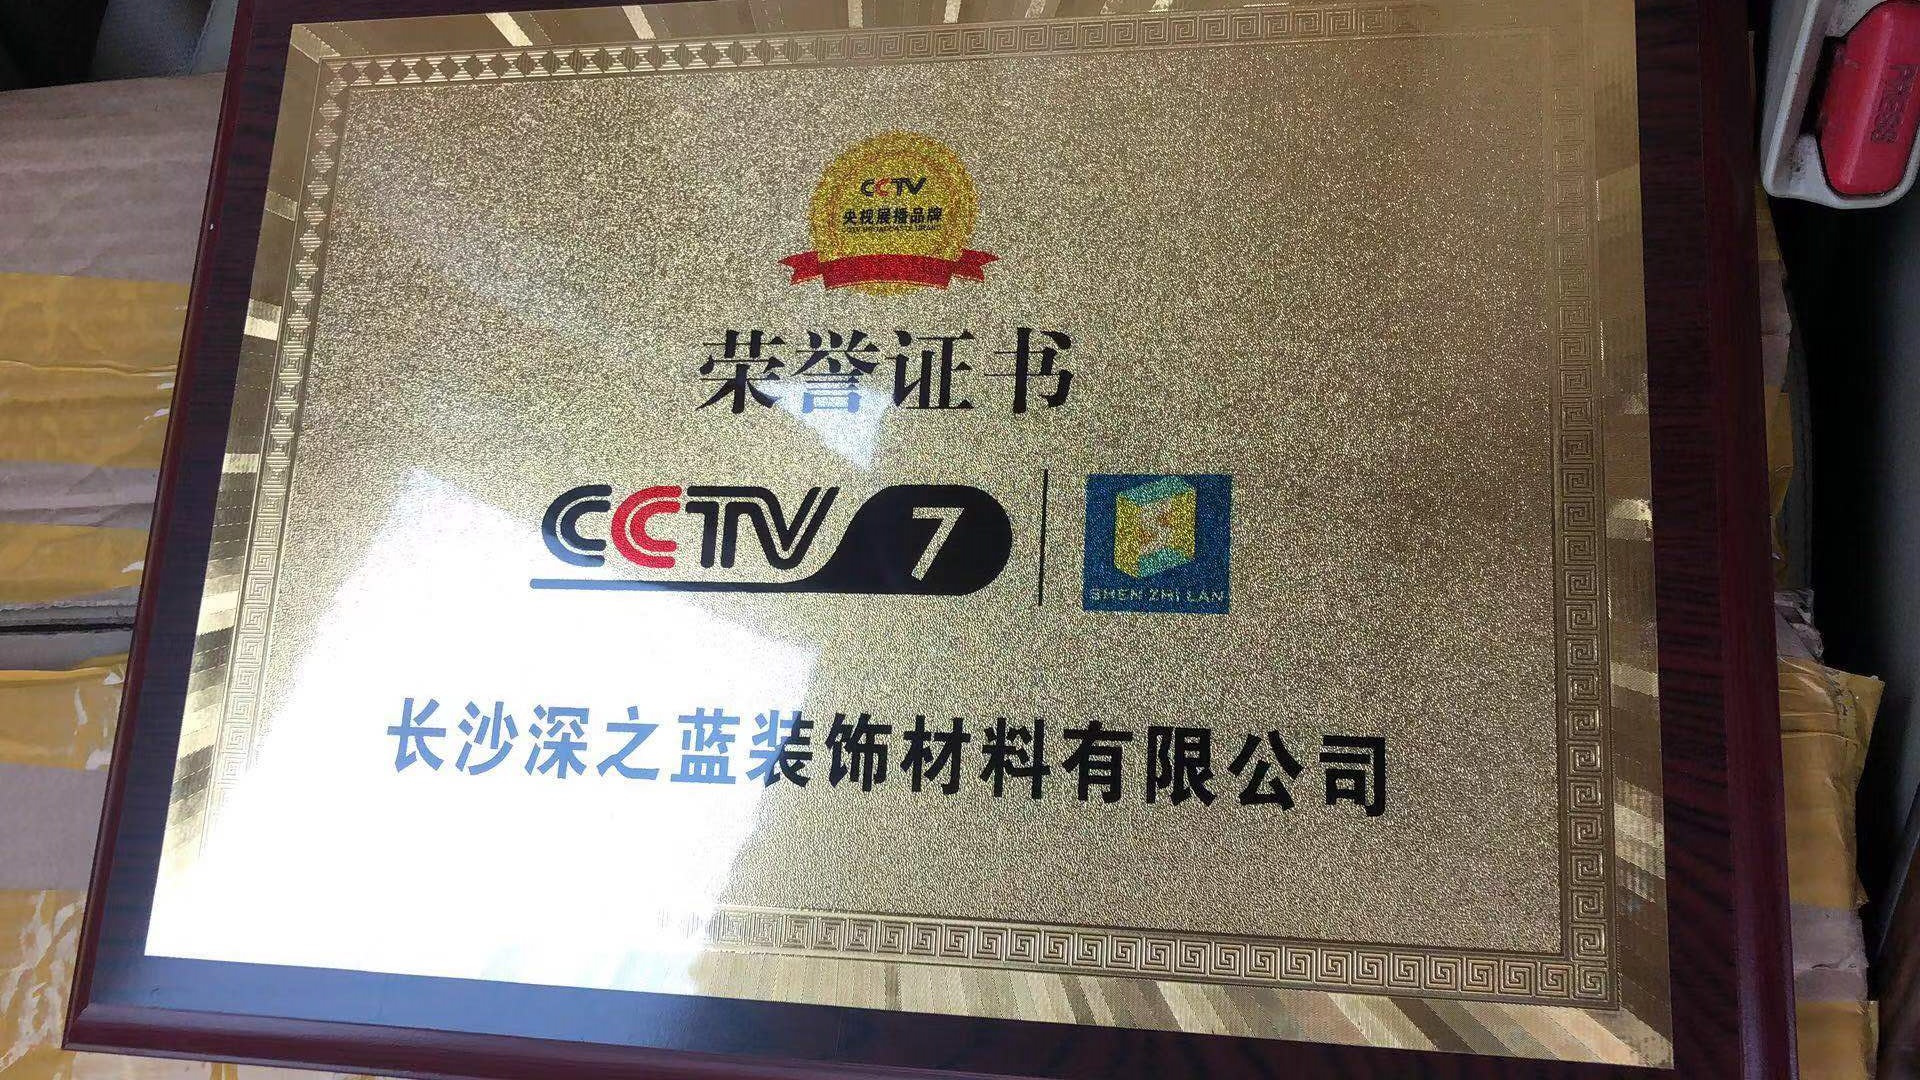 CCTV
央视展播品牌
荣誉证书
CCTV 7
SHEN ZHI LAN
长沙深之蓝装饰材料有限公司
PRESS